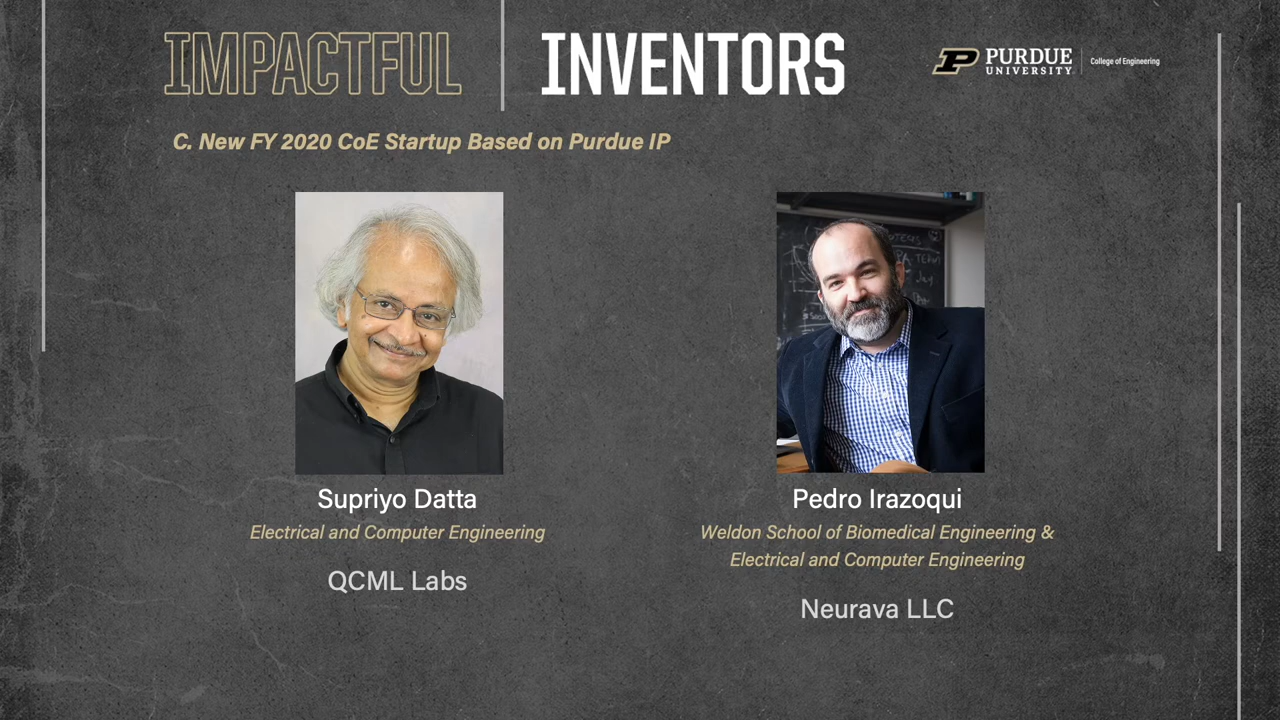 IMPACTFUL INVENTORS
PURDUE UNIVERSITY
College of Engineering
C. New FY 2020 CoE Startup Based on Purdue IP
Supriyo Datta
Electrical and Computer Engineering
QCML Labs
Pedro Irazoqui
Weldon School of Biomedical Engineering &
Electrical and Computer Engineering
Neurava LLC